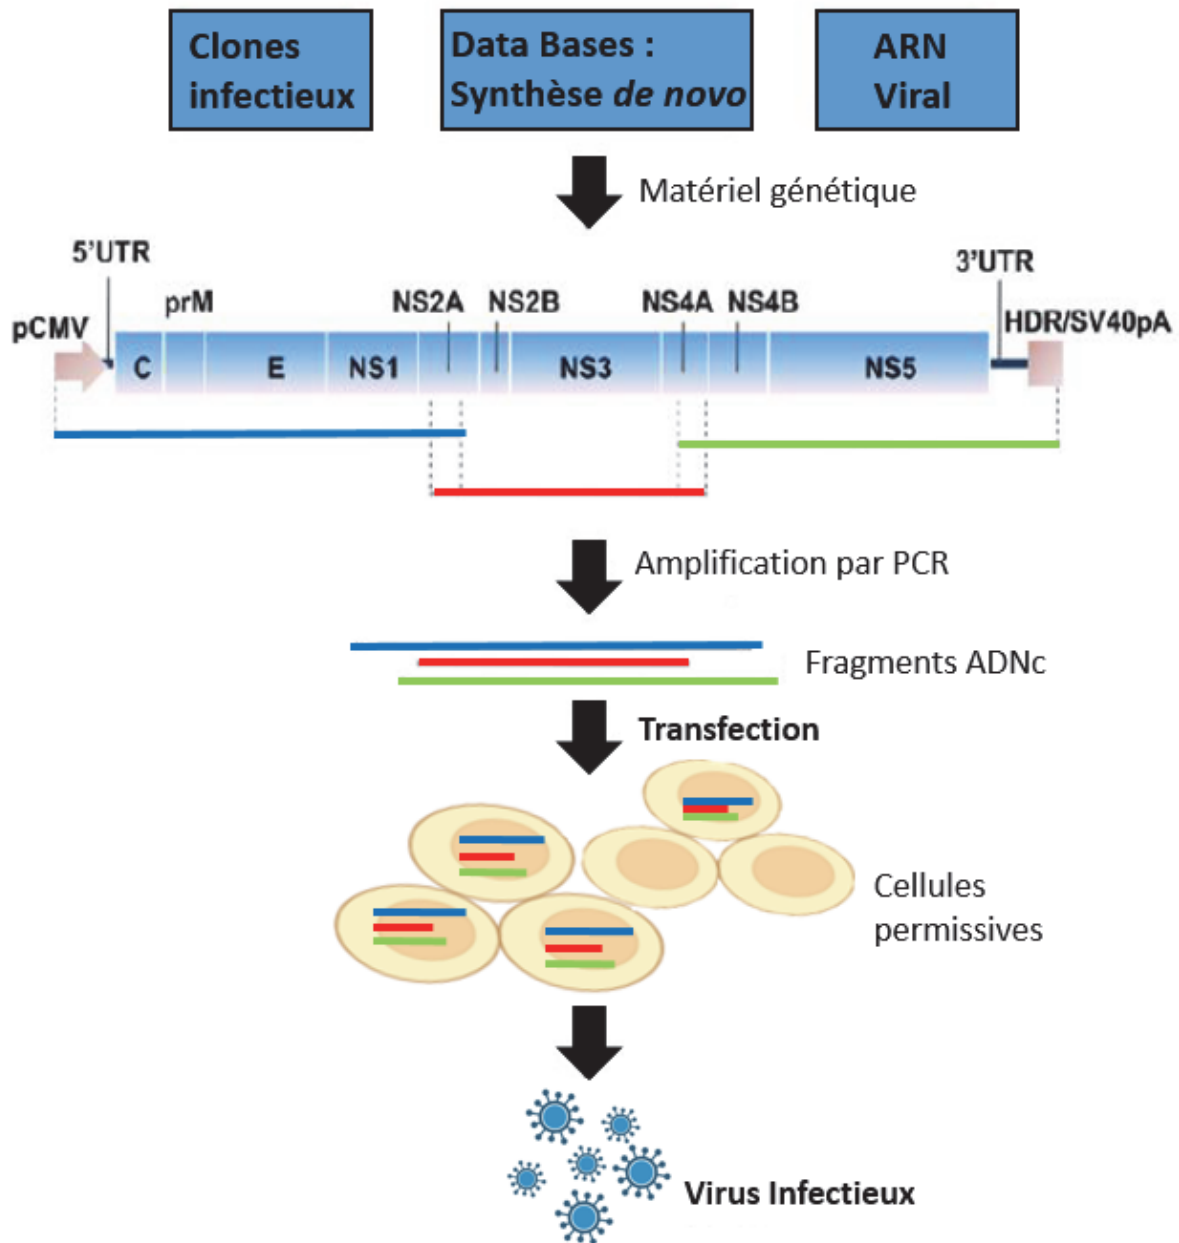 Clones
infectieux
Data Bases :
Synthèse de novo
ARN
Viral
Matériel génétique
5'UTR
3'UTR
prM
NS2A
NS2B
NS4A
NS4B
pCMV
HDR/SV40pA
C
E
NS1
NS3
NS5
Amplification par PCR
Fragments ADNc
Transfection
Cellules
permissives
Virus Infectieux